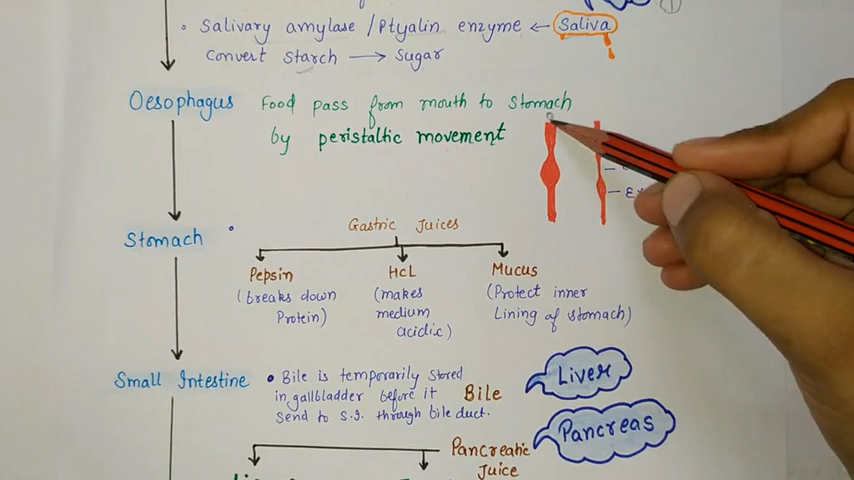 Salivary amylase / Ptyalin enzyme ← Saliva
Convert starch → Sugar
Oesophagus Food pass from mouth to stomach
by peristaltic movement
Stomach
Gastric Juices
Pepsin HCL Mucus
(breaks down (makes (Protect inner
Protein) medium Lining of stomach)
acidic)
Small Intestine • Bile is temporarily stored
in gallbladder before it Bile
Send to S.I. through bile duct.
Liver
Pancreas
Pancreatic
Juice